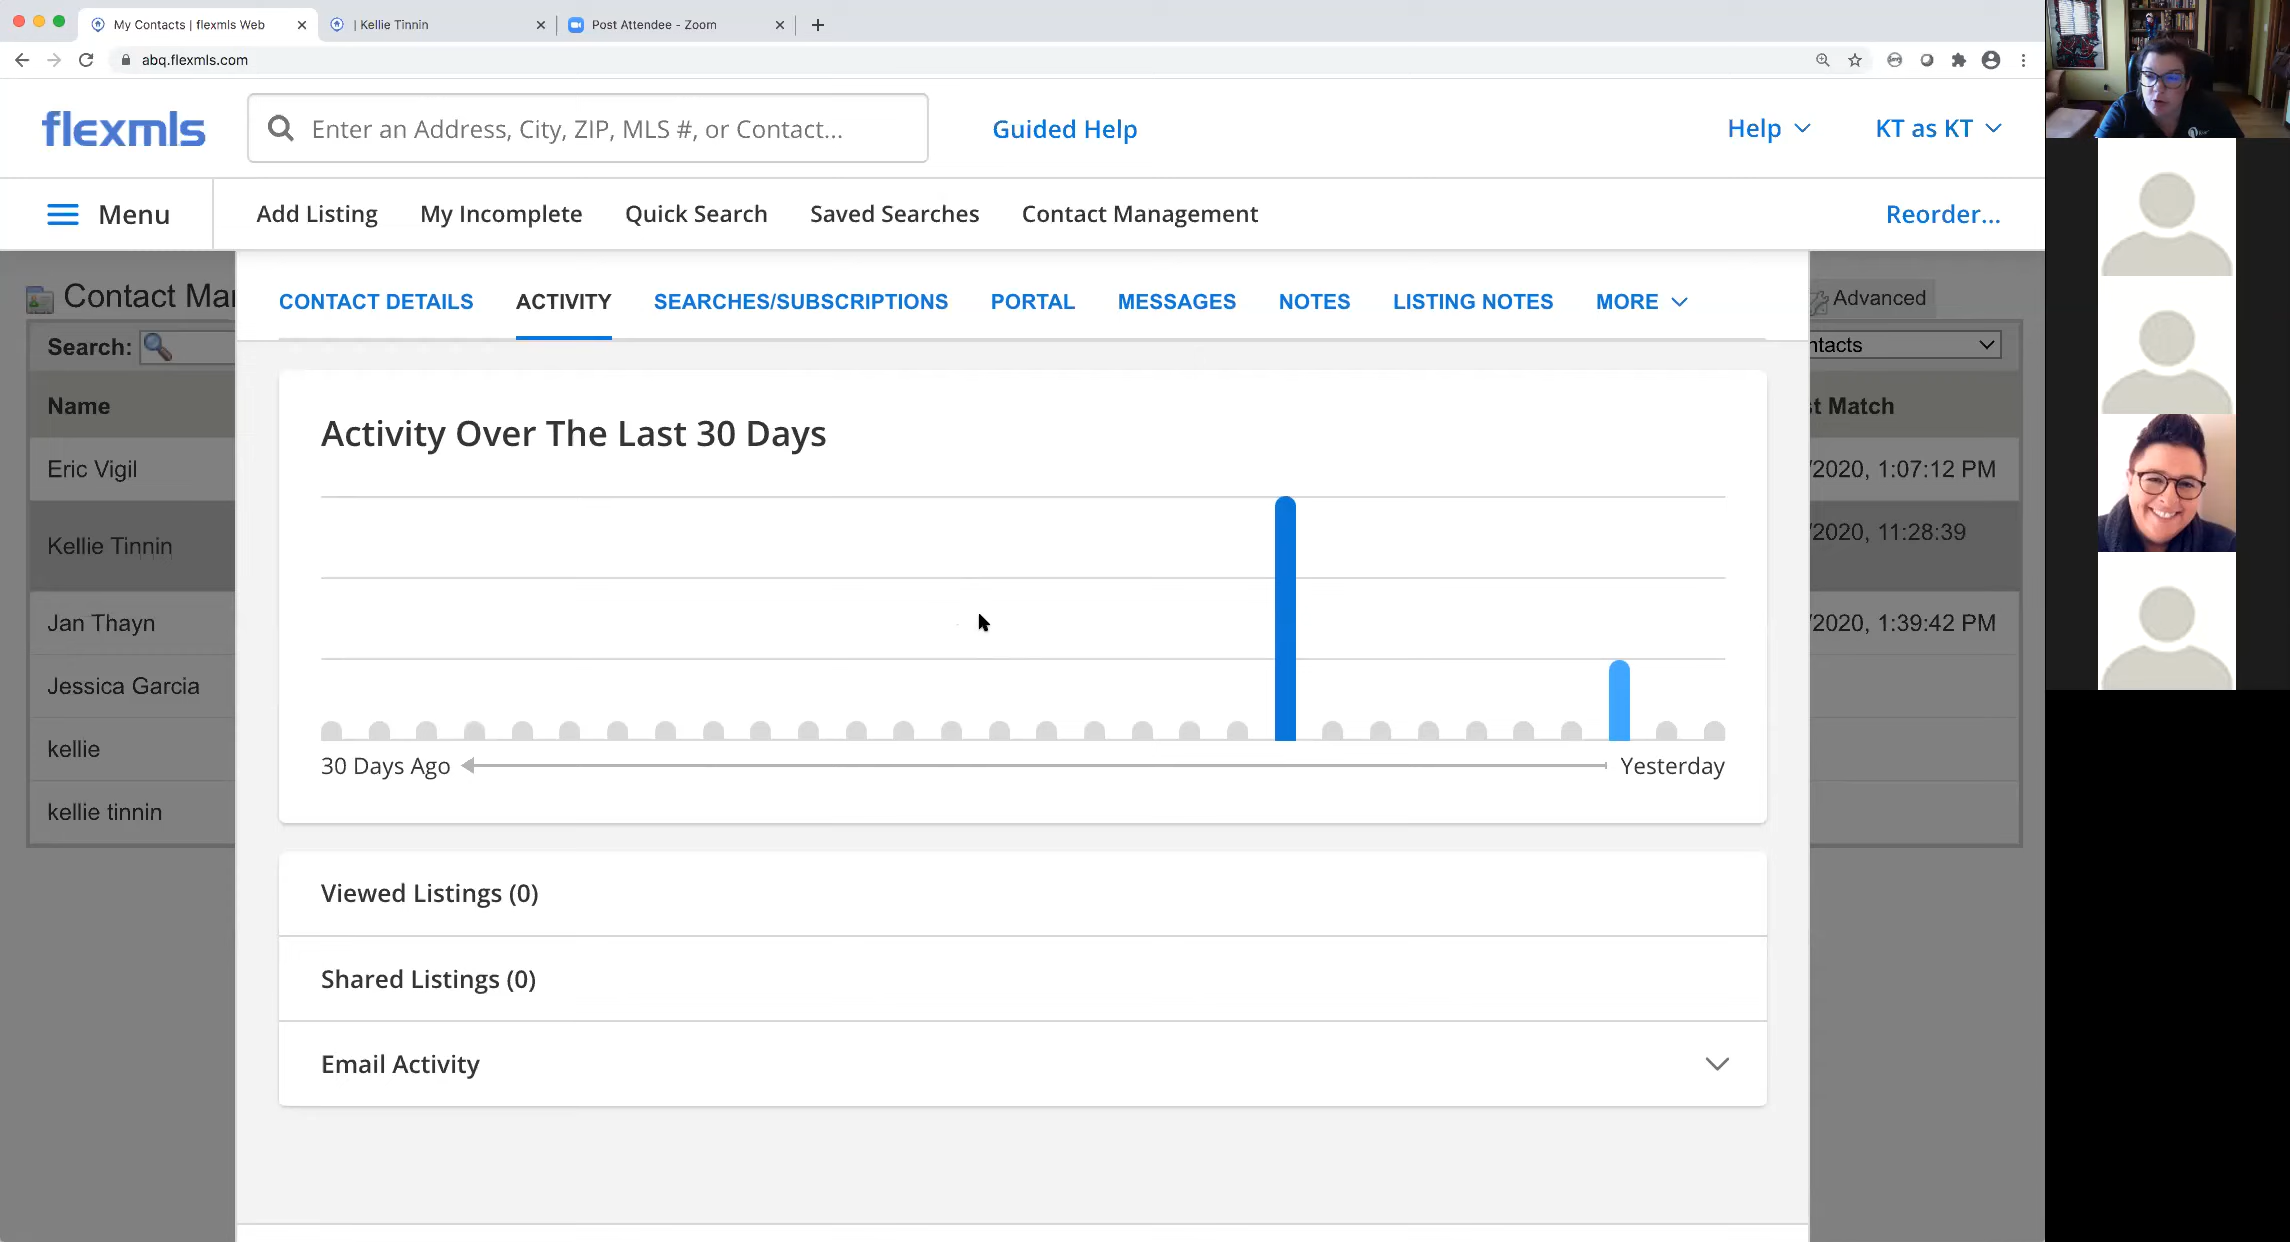 My Contacts | flexmls Web
| Kellie Tinnin
Post Attendee - Zoom
abq.flexmls.com
flexmls
Enter an Address, City, ZIP, MLS #, or Contact...
Guided Help
Help
KT as KT
Menu
Add Listing
My Incomplete
Quick Search
Saved Searches
Contact Management
Reorder...
Contact Mar
Advanced
CONTACT DETAILS
ACTIVITY
SEARCHES/SUBSCRIPTIONS
PORTAL
MESSAGES
NOTES
LISTING NOTES
MORE
Search:
ntacts
Name
t Match
Eric Vigil
/2020, 1:07:12 PM
Kellie Tinnin
/2020, 11:28:39
Jan Thayn
/2020, 1:39:42 PM
Jessica Garcia
kellie
kellie tinnin
Activity Over The Last 30 Days
30 Days Ago
Yesterday
Viewed Listings (0)
Shared Listings (0)
Email Activity